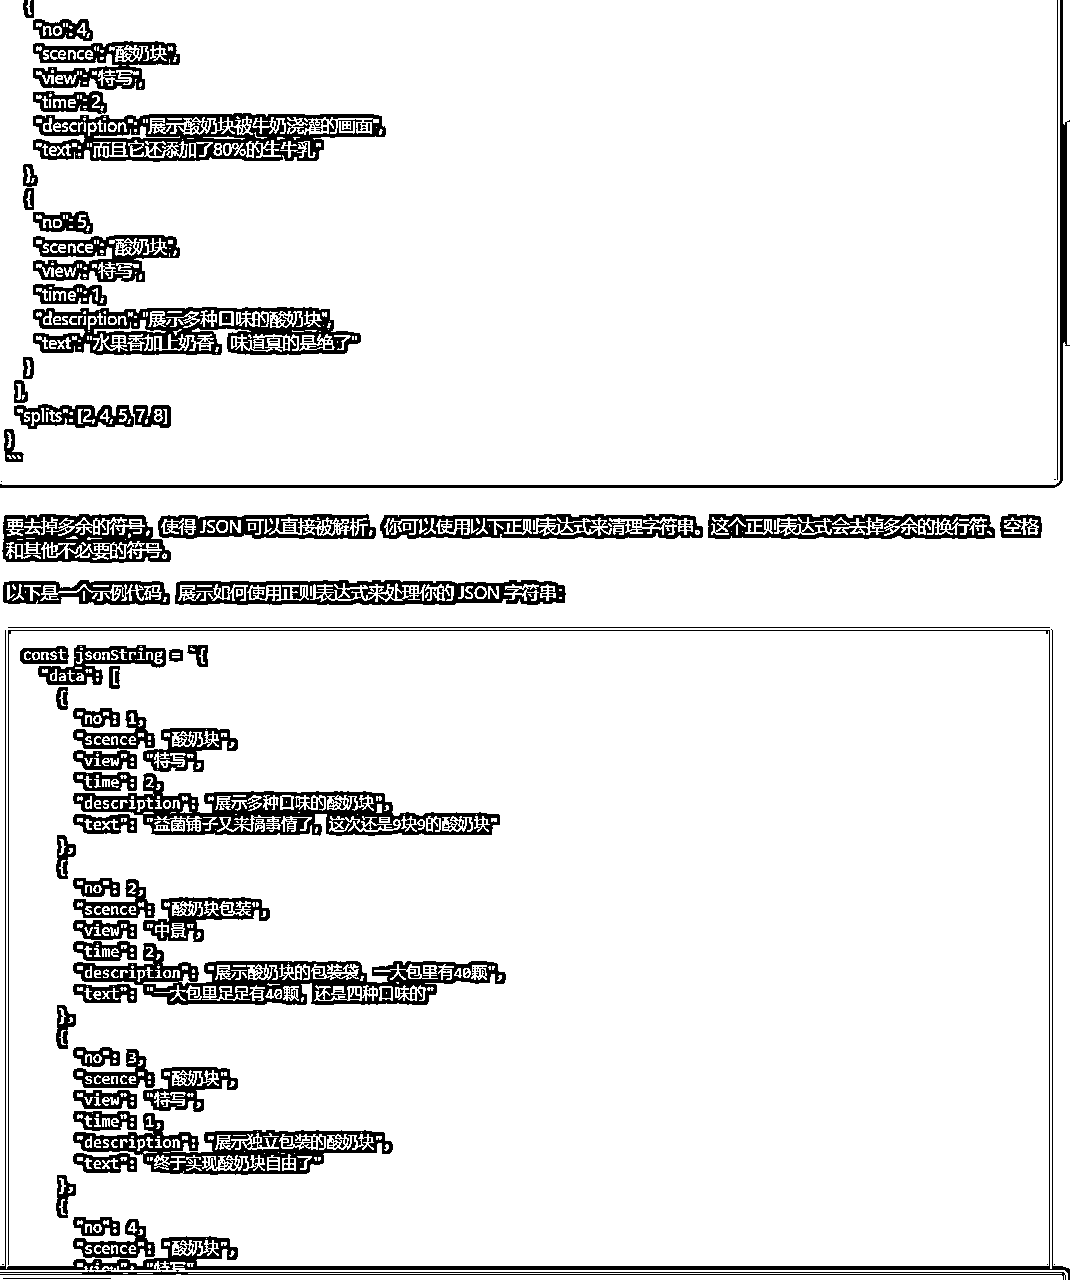 {
"no":4,
"scence":"酸奶块",
"view":"特写",
"time":2,
"description":"展示酸奶块被牛奶浇灌的画面",
"text":"而且它还添加了80%的生牛乳"
},
{
"no":5,
"scence":"酸奶块",
"view":"特写",
"time":1,
"description":"展示多种口味的酸奶块",
"text":"水果香加上奶香，味道真的是绝了"
}
],
"splits": [2, 4, 5, 7, 8]
}
```
要去掉多余的符号，使得 JSON 可以直接被解析，你可以使用以下正则表达式来清理字符串。这个正则表达式会去掉多余的换行符、空格
和其他不必要的符号。
以下是一个示例代码，展示如何使用正则表达式来处理你的 JSON 字符串：
const jsonString = `{
"data": [
{
"no": 1,
"scence": "酸奶块",
"view": "特写",
"time": 2,
"description": "展示多种口味的酸奶块",
"text": "益菌铺子又来搞事情了，这次还是9块9的酸奶块"
},
{
"no": 2,
"scence": "酸奶块包装",
"view": "中景",
"time": 2,
"description": "展示酸奶块的包装袋，一大包里有40颗",
"text": "一大包里足足有40颗，还是四种口味的"
},
{
"no": 3,
"scence": "酸奶块",
"view": "特写",
"time": 1,
"description": "展示独立包装的酸奶块",
"text": "终于实现酸奶块自由了"
},
{
"no": 4,
"scence": "酸奶块",
"view": "特写"